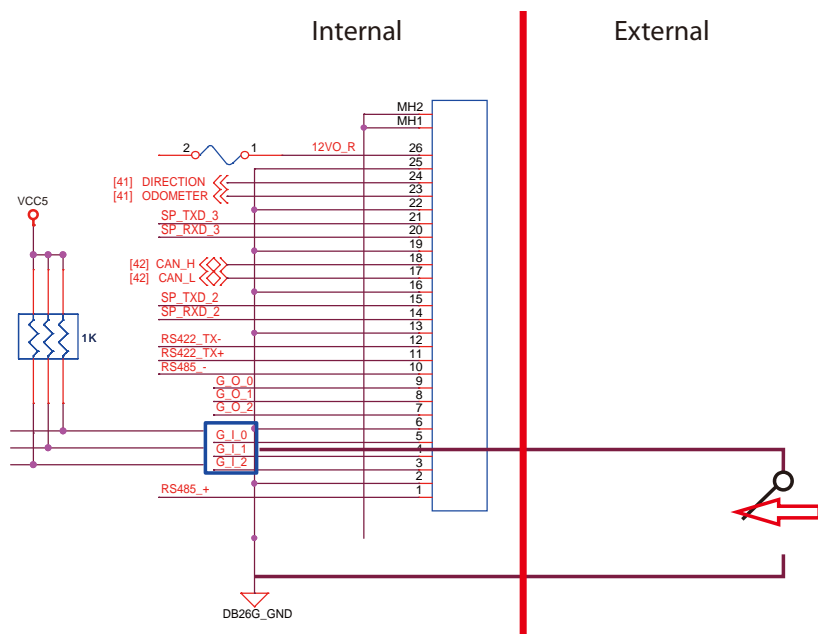 Internal External
MH2
MH1
2 1 12VO_R 26
25
[41] DIRECTION 24
[41] ODOMETER 23
VCC5
22
SP_TXD_3 21
SP_RXD_3 20
19
[42] CAN_H 18
[42] CAN_L 17
16
SP_TXD_2 15
SP_RXD_2 14
13
1K
RS422_TX- 12
RS422_TX+ 11
RS485_- 10
G_O_0 9
G_O_1 8
G_O_2 7
6
G_I_0 5
G_I_1 4
G_I_2 3
2
RS485_+ 1
DB26G_GND